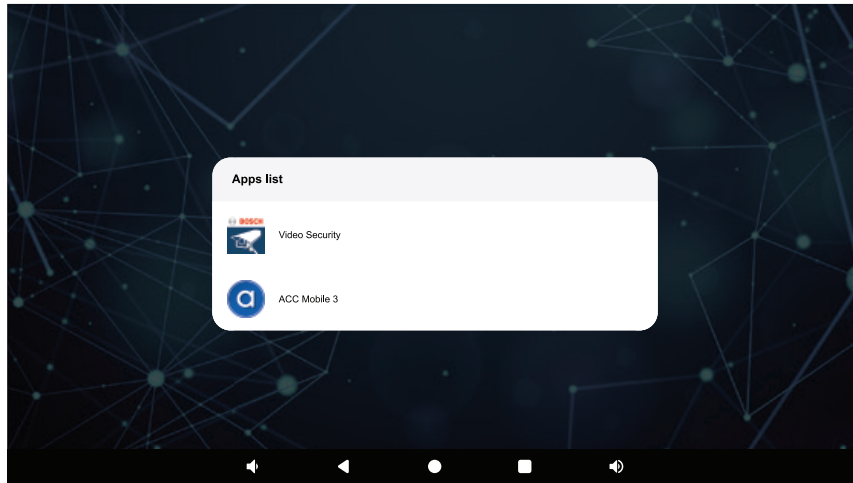 Apps list
BOSCH
Video Security
a
ACC Mobile 3